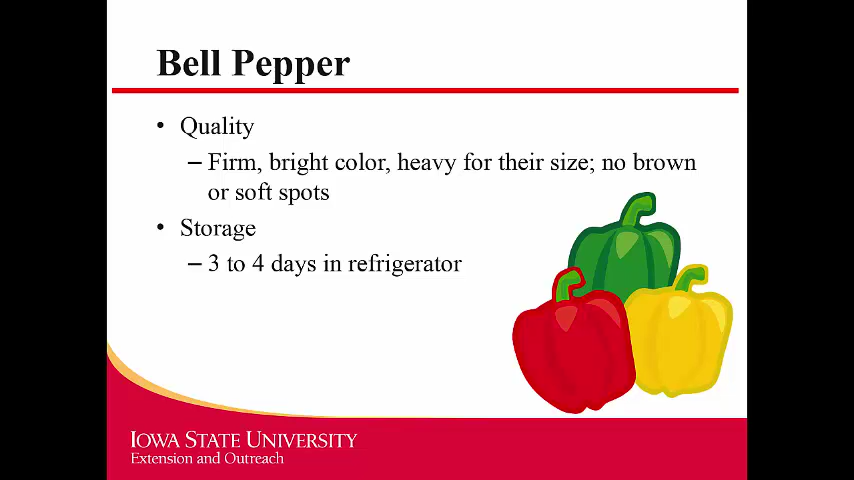 Bell Pepper
• Quality
– Firm, bright color, heavy for their size; no brown
or soft spots
• Storage
– 3 to 4 days in refrigerator
IOWA STATE UNIVERSITY
Extension and Outreach